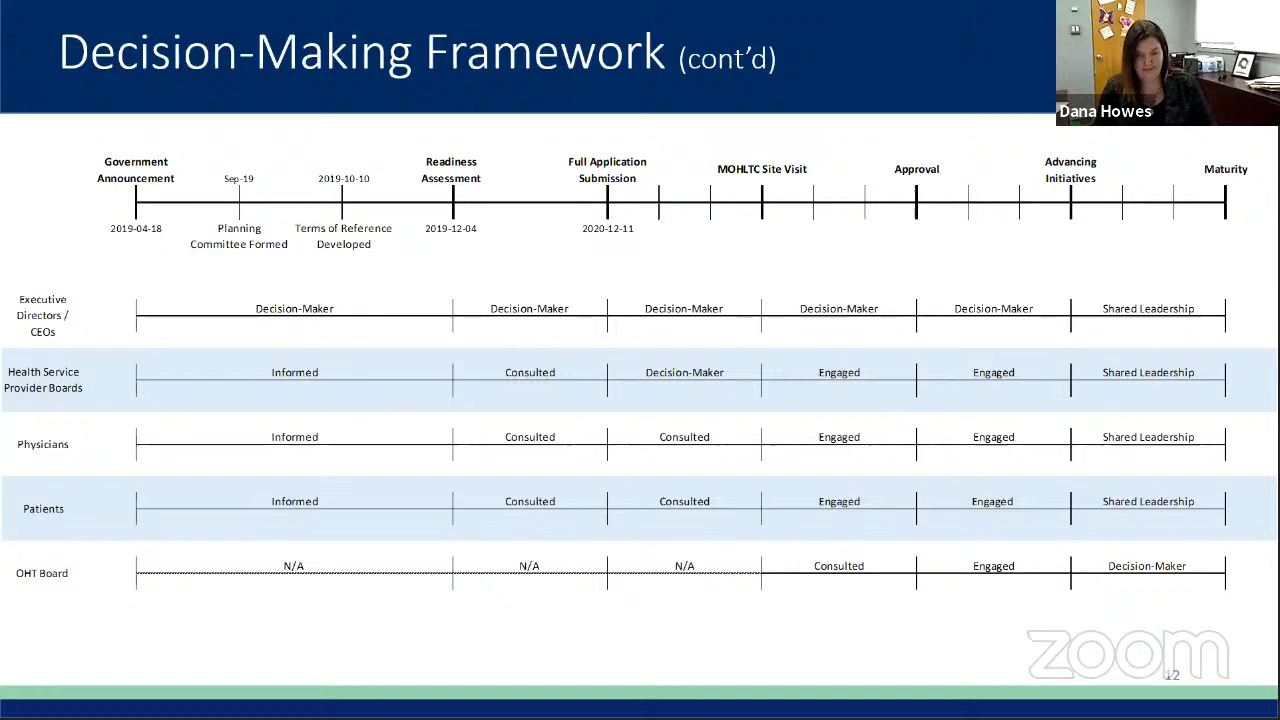 Decision-Making Framework (cont'd)
Dana Howes
Government
Announcement
Sep-19
2019-10-10
Readiness
Assessment
Full Application
Submission
MOHLTC Site Visit
Approval
Advancing
Initiatives
Maturity
2019-04-18
Planning
Committee Formed
Terms of Reference
Developed
2019-12-04
2020-12-11
Executive
Directors /
CEOs
Decision-Maker
Decision-Maker
Decision-Maker
Decision-Maker
Decision-Maker
Shared Leadership
Health Service
Provider Boards
Informed
Consulted
Decision-Maker
Engaged
Engaged
Shared Leadership
Physicians
Informed
Consulted
Consulted
Engaged
Engaged
Shared Leadership
Patients
Informed
Consulted
Consulted
Engaged
Engaged
Shared Leadership
OHT Board
N/A
N/A
N/A
Consulted
Engaged
Decision-Maker
zoom
12